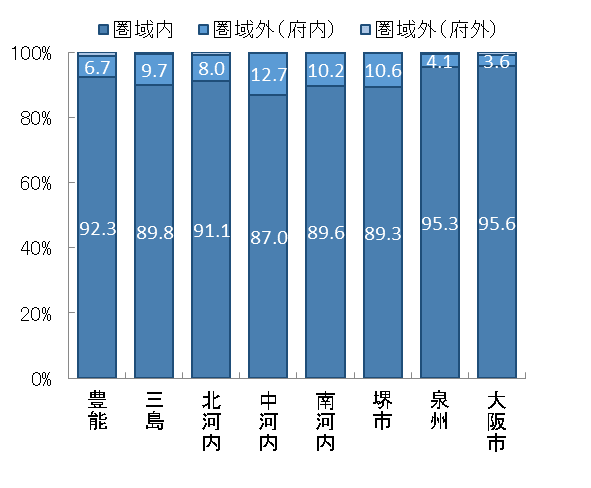 圏域内 圏域外（府内） 圏域外（府外）
100%
80%
60%
40%
20%
0%
6.7 9.7 8.0 12.7 10.2 10.6 4.1 3.6
92.3 89.8 91.1 87.0 89.6 89.3 95.3 95.6
豊能
三島
北河内
中河内
南河内
堺市
泉州
大阪市